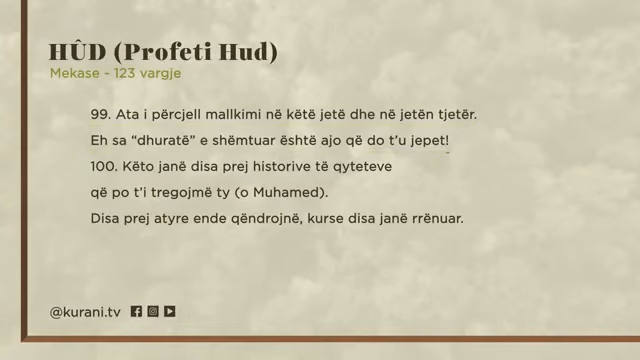 HÛD (Profeti Hud)
Mekase - 123 vargje
99. Ata i përcjell mallkimi në këtë jetë dhe në jetën tjetër.
Eh sa “dhuratë” e shëmtuar është ajo që do t’u jepet!
100. Këto janë disa prej historive të qyteteve
që po t’i tregojmë ty (o Muhamed).
Disa prej atyre ende qëndrojnë, kurse disa janë rrënuar.
@kurani.tv